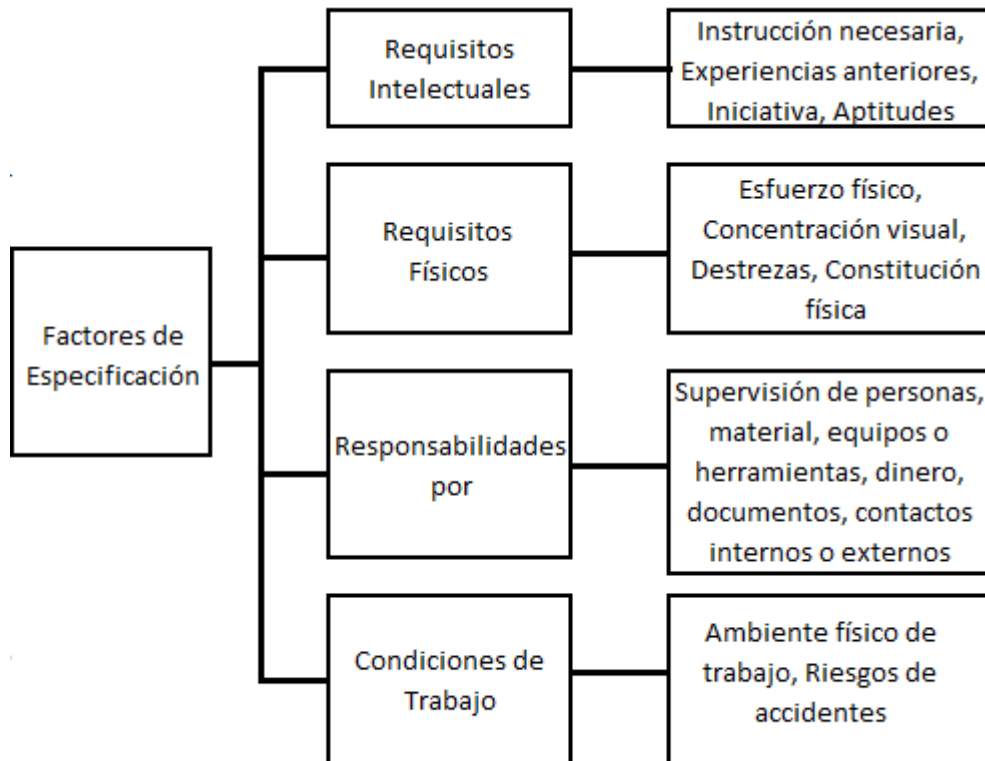 Factores de
Especificación
Requisitos
Intelectuales
Instrucción necesaria,
Experiencias anteriores,
Iniciativa, Aptitudes
Requisitos
Físicos
Esfuerzo físico,
Concentración visual,
Destrezas, Constitución
física
Responsabilidades
por
Supervisión de personas,
material, equipos o
herramientas, dinero,
documentos, contactos
internos o externos
Condiciones de
Trabajo
Ambiente físico de
trabajo, Riesgos de
accidentes